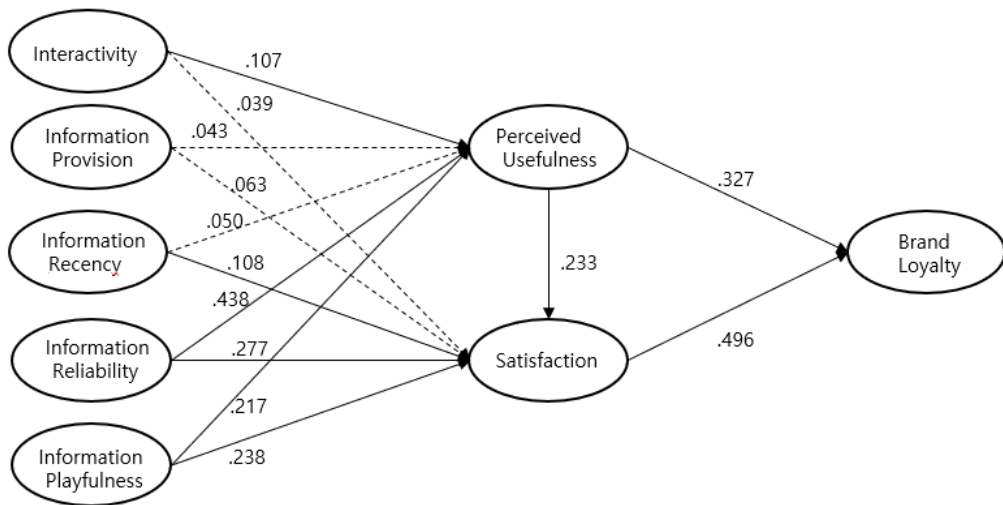 Interactivity
.107
.039
Information
Provision
.043
Perceived
Usefulness
.063
.327
Information
Recency
.050
.108
.233
Brand
Loyalty
.438
Information
Reliability
.277
Satisfaction
.496
.217
Information
Playfulness
.238